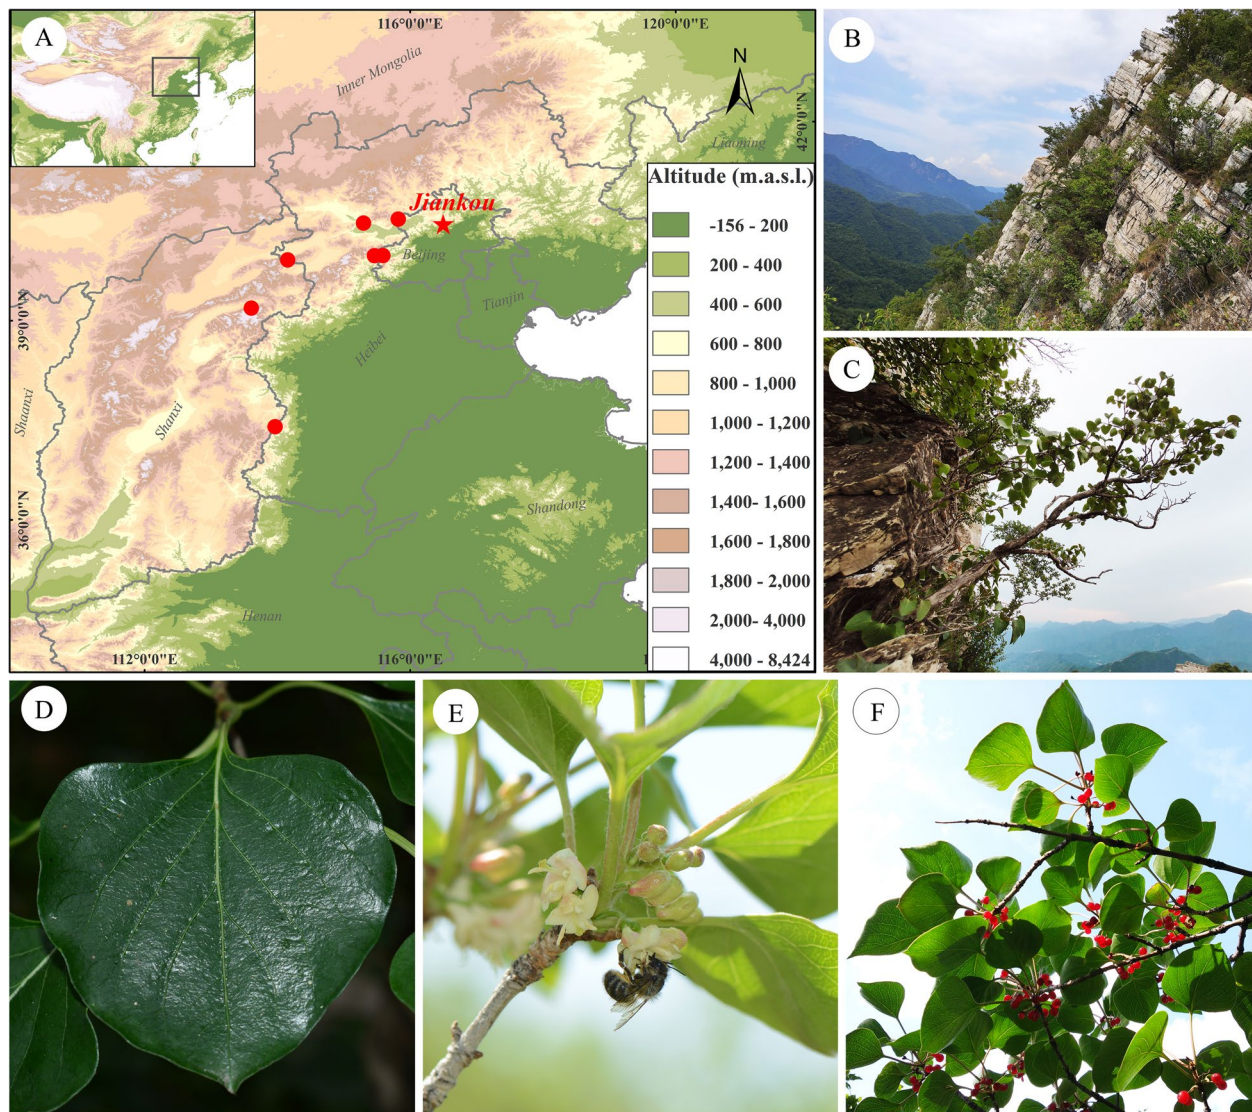 A
116°0'0"E
120°0'0"E
N
Inner Mongolia
42°0'0"N
Liaoning
Altitude (m.a.s.l.)
-156 - 200
200 - 400
400 - 600
600 - 800
800 - 1,000
1,000 - 1,200
1,200 - 1,400
1,400- 1,600
1,600 - 1,800
1,800 - 2,000
2,000- 4,000
4,000 - 8,424
Jiankou
Beijing
Tianjin
39°0'0"N
Heibei
Shaanxi
Shanxi
Shandong
36°0'0"N
Henan
112°0'0"E
116°0'0"E
B
C
D
E
F